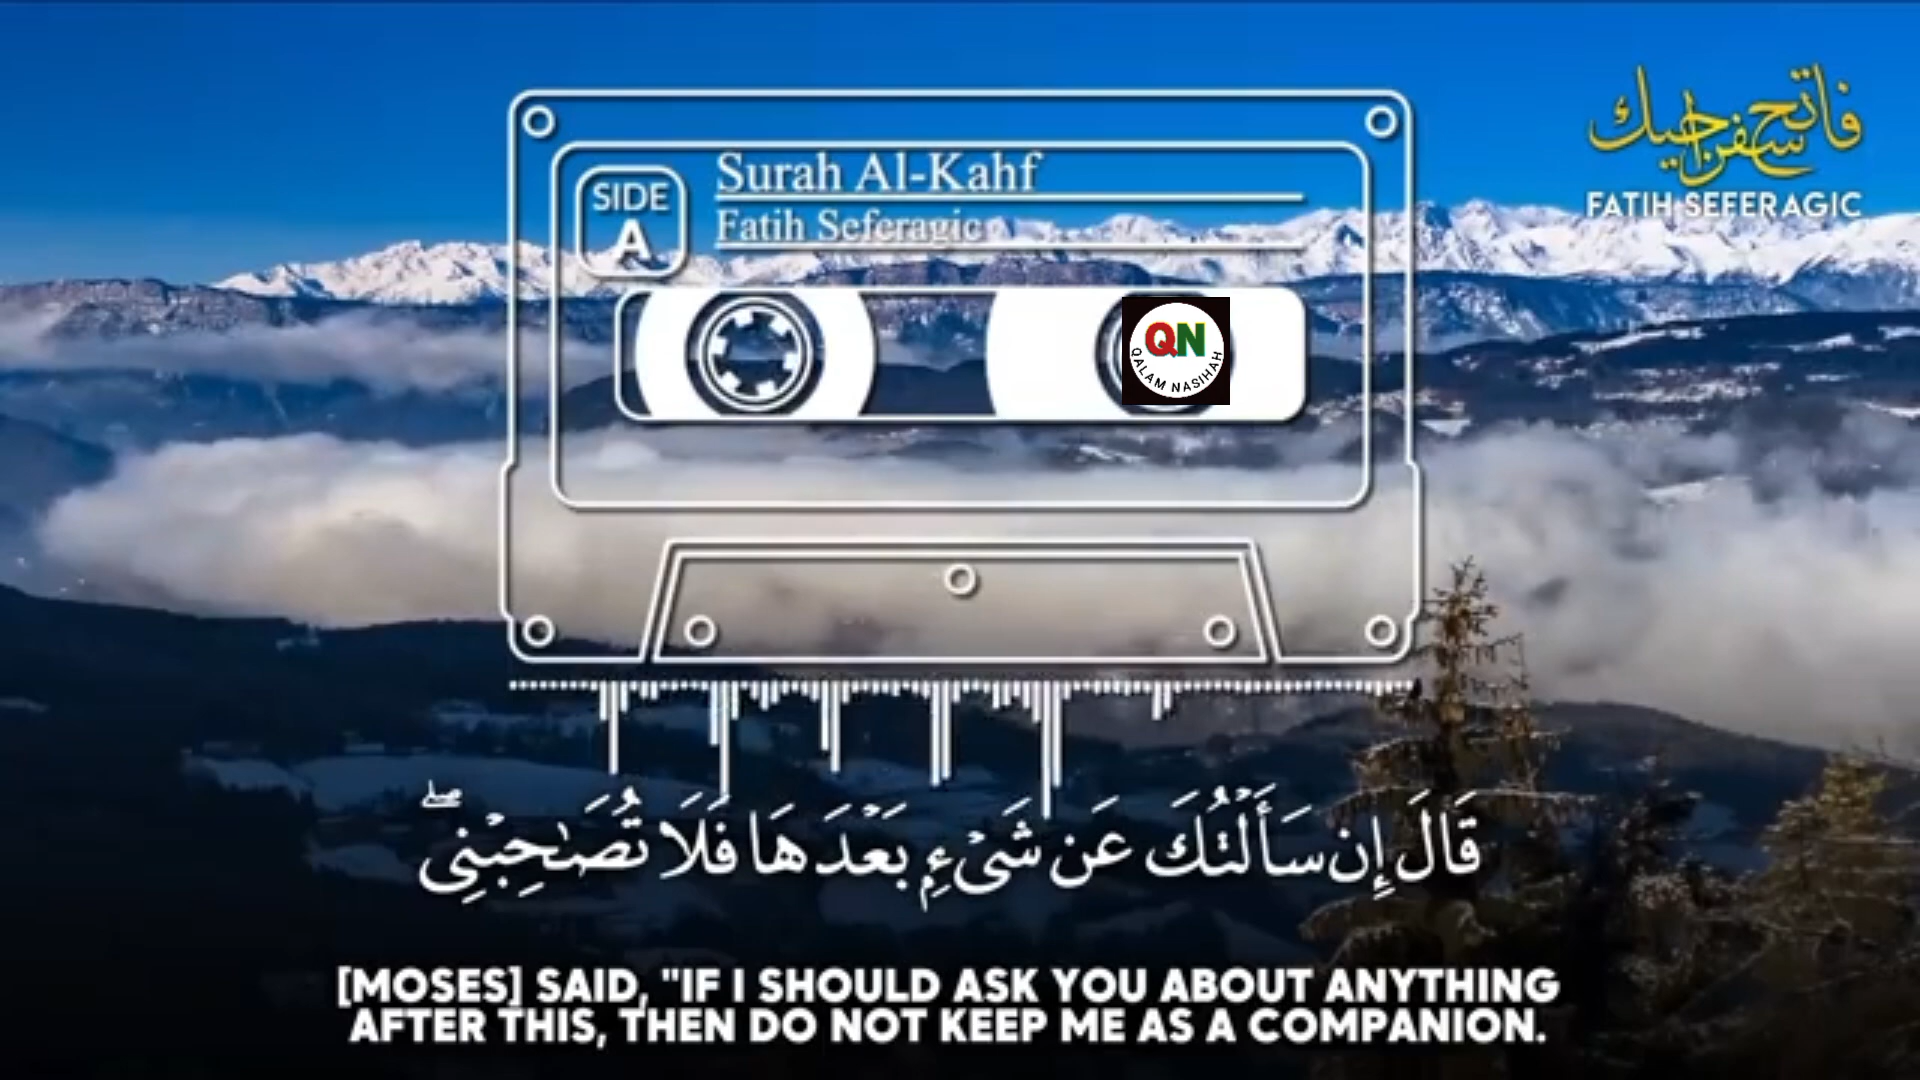 Surah Al-Kahf
Fatih Seferagic
SIDE
A
فاتح سفراجيك
FATIH SEFERAGIC
QN
QALAM NASIHAH
قَالَ إِن سَأَلۡتُكَ عَن شَيۡءِۭ بَعۡدَهَا فَلَا تُصَٰحِبۡنِيۖ
[MOSES] SAID, "IF I SHOULD ASK YOU ABOUT ANYTHING
AFTER THIS, THEN DO NOT KEEP ME AS A COMPANION.